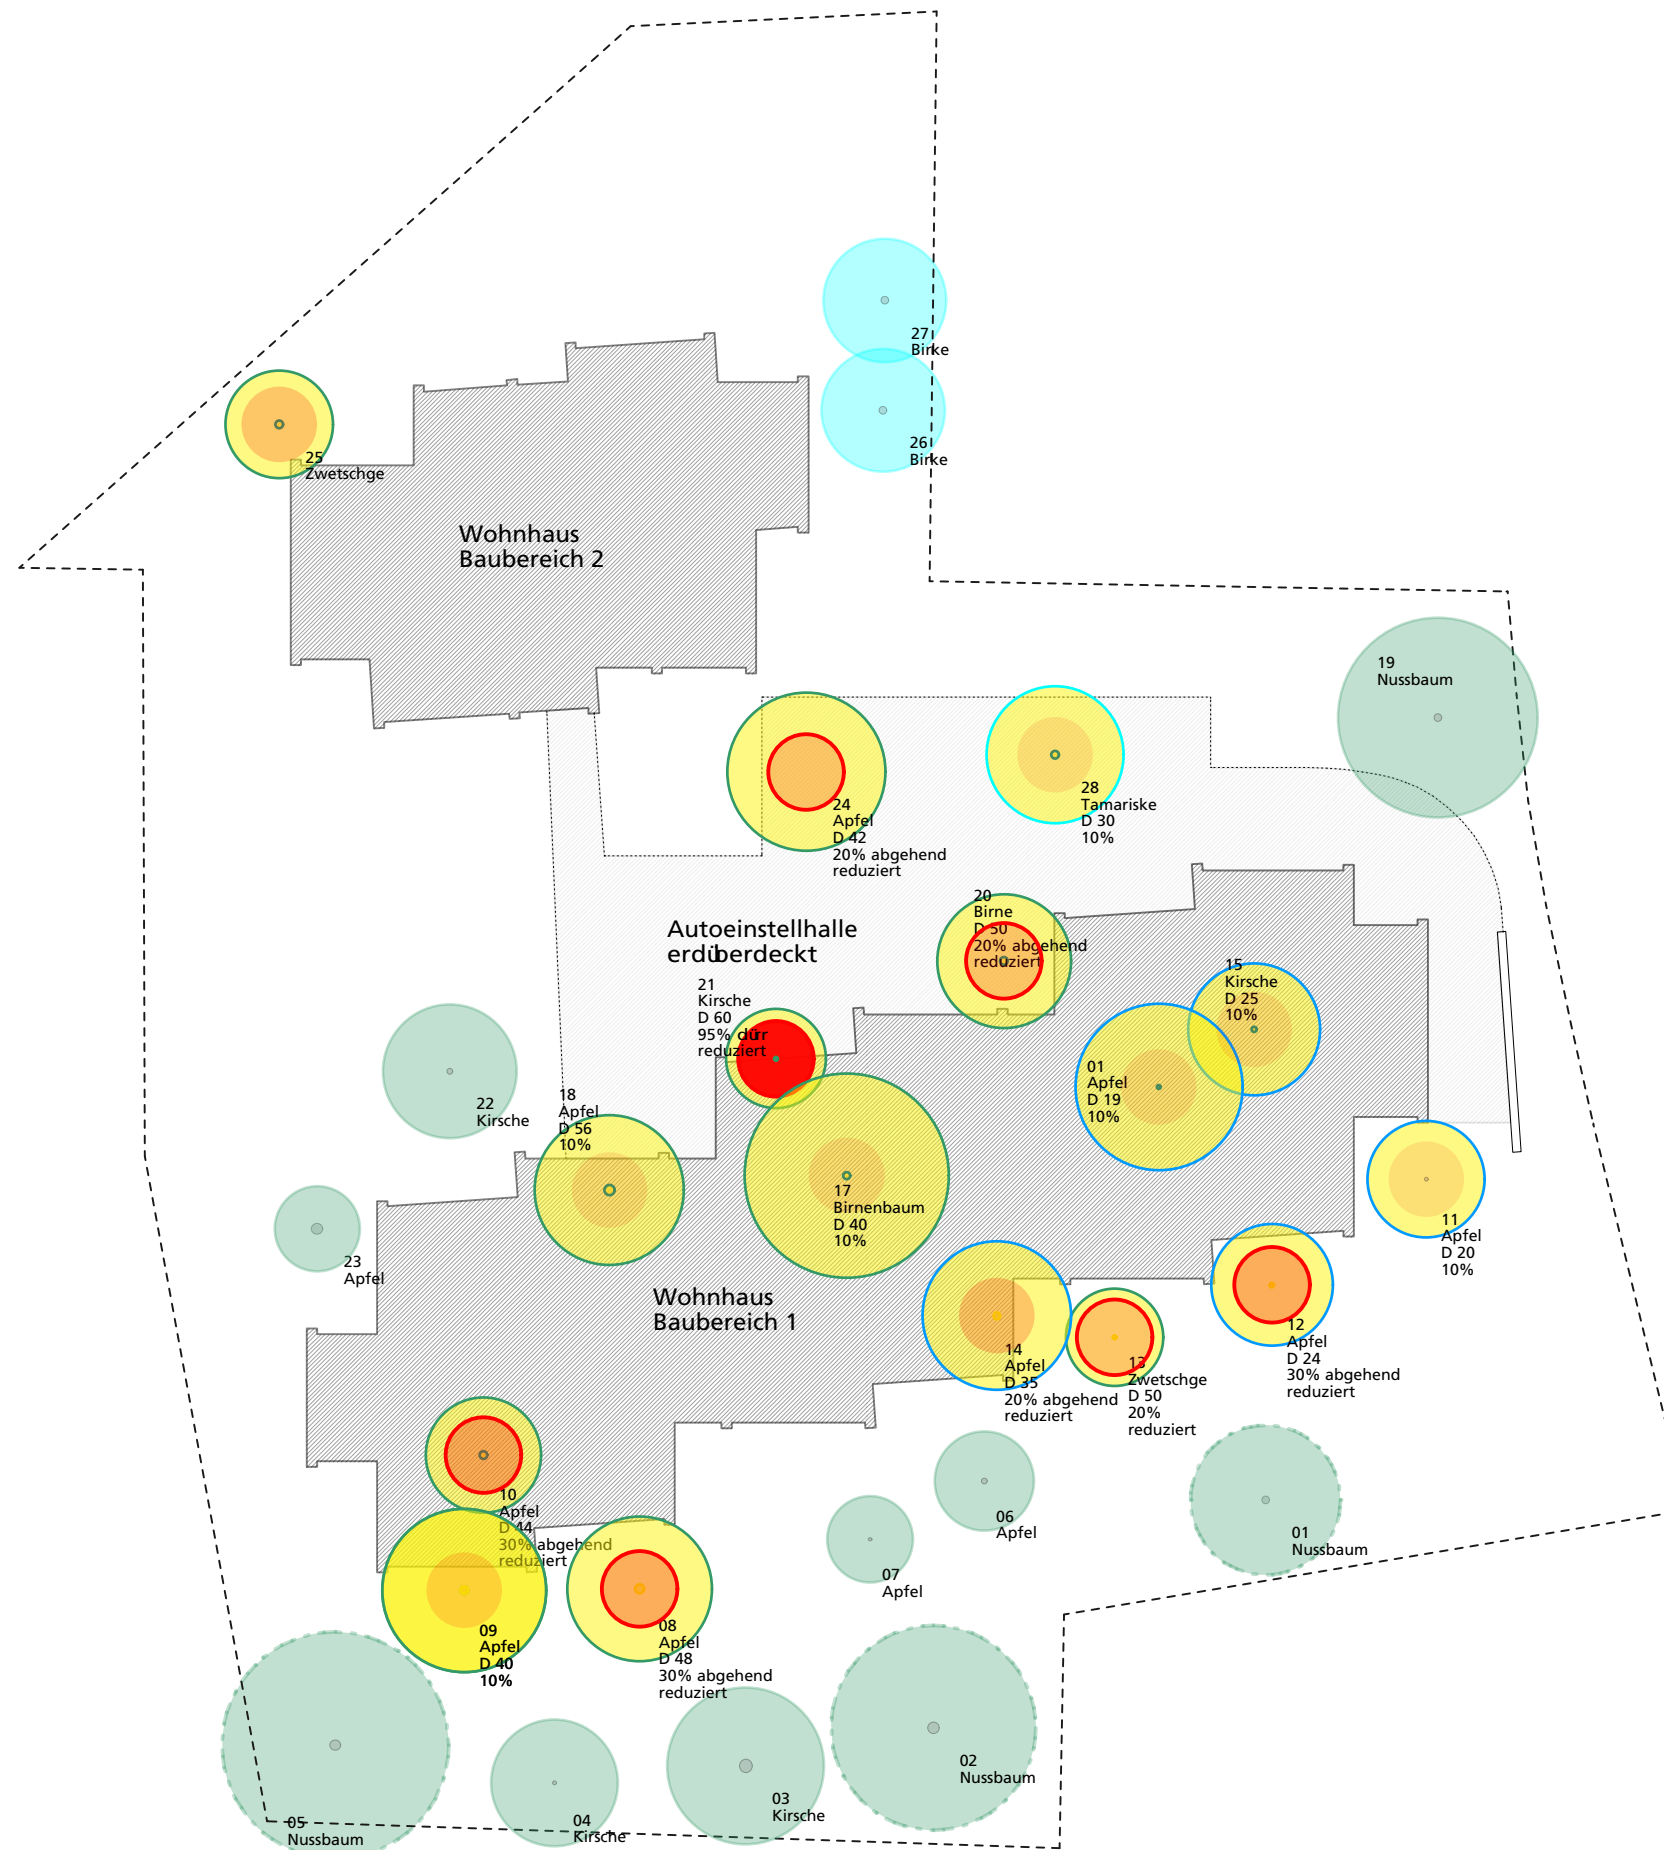 27
Birke
26
Birke
25
Zwetschge
Wohnhaus
Baubereich 2
19
Nussbaum
24
Apfel
D 42
20% abgehend
reduziert
28
Tamariske
D 30
10%
20
Birne
D 50
20% abgehend
reduziert
Autoeinstellhalle
erdüberdeckt
15
Kirsche
D 25
10%
21
Kirsche
D 60
95% dürr
reduziert
01
Apfel
D 19
10%
22
Kirsche
18
Apfel
D 56
10%
17
Birnenbaum
D 40
10%
11
Apfel
D 20
10%
23
Apfel
Wohnhaus
Baubereich 1
14
Apfel
D 35
20% abgehend
reduziert
13
Zwetschge
D 50
20%
reduziert
12
Apfel
D 24
30% abgehend
reduziert
10
Apfel
D 44
30% abgehend
reduziert
06
Apfel
01
Nussbaum
07
Apfel
09
Apfel
D 40
10%
08
Apfel
D 48
30% abgehend
reduziert
02
Nussbaum
03
Kirsche
04
Kirsche
05
Nussbaum